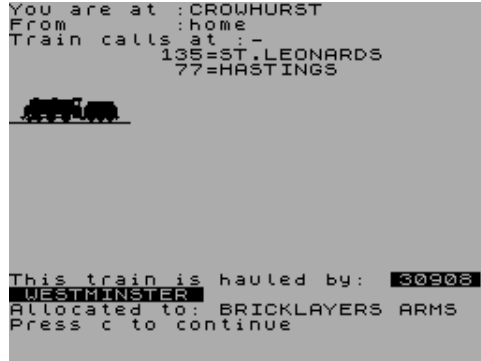 You are at :CROWHURST
From :home
Train calls at :-
135=ST.LEONARDS
77=HASTINGS
This train is hauled by: 30908
WESTMINSTER
Allocated to: BRICKLAYERS ARMS
Press c to continue